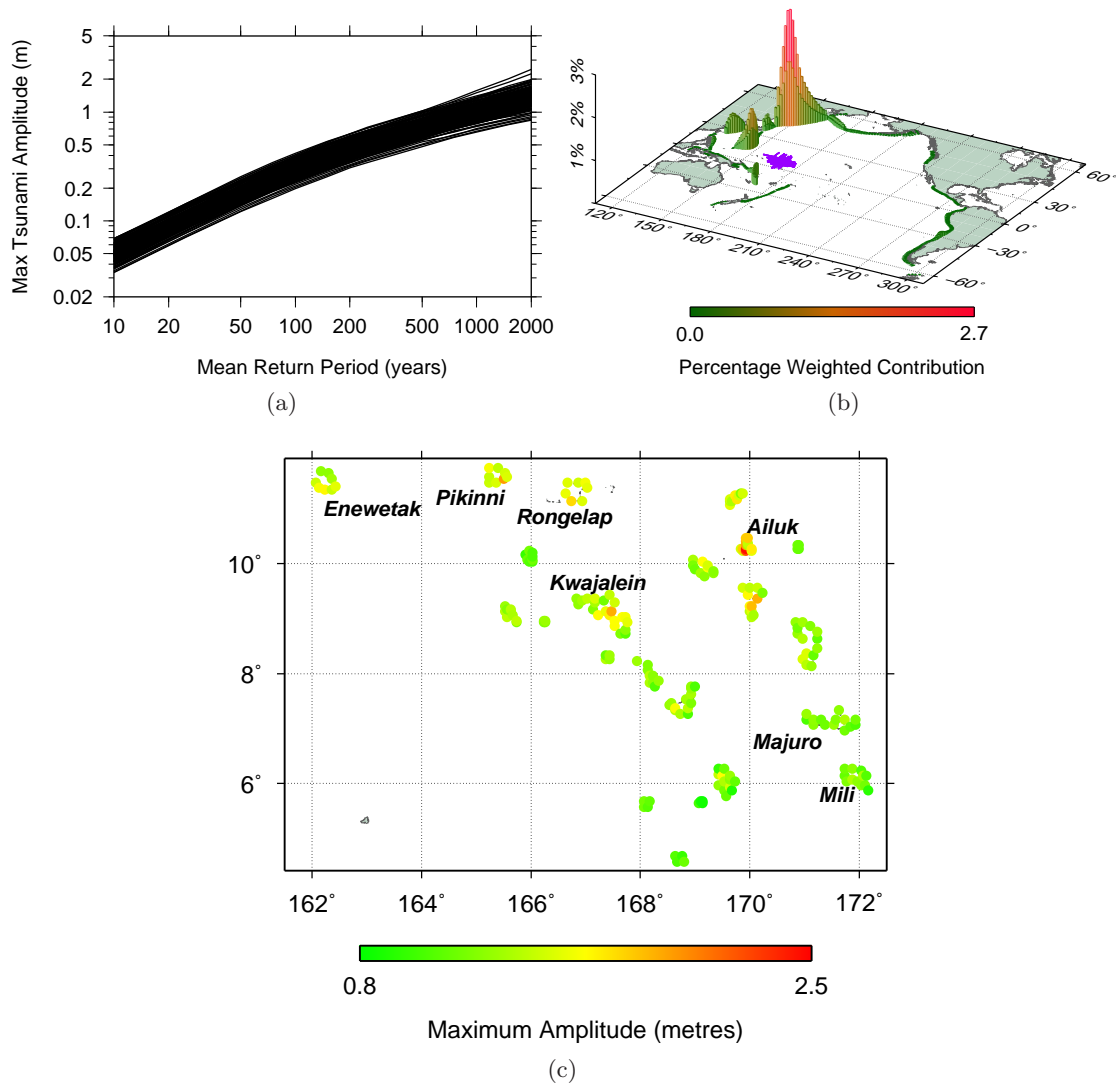 Max Tsunami Amplitude (m)
5
2
1
0.5
0.2
0.1
0.05
0.02
10 20 50 100 200 500 1000 2000
Mean Return Period (years)
(a)
3%
2%
1%
120° 150° 180° 210° 240° 270° 300°
60°
30°
0°
−30°
−60°
0.0 2.7
Percentage Weighted Contribution
(b)
Enewetak
Pikinni
Rongelap
Ailuk
Kwajalein
Majuro
Mili
10°
8°
6°
162° 164° 166° 168° 170° 172°
0.8 2.5
Maximum Amplitude (metres)
(c)